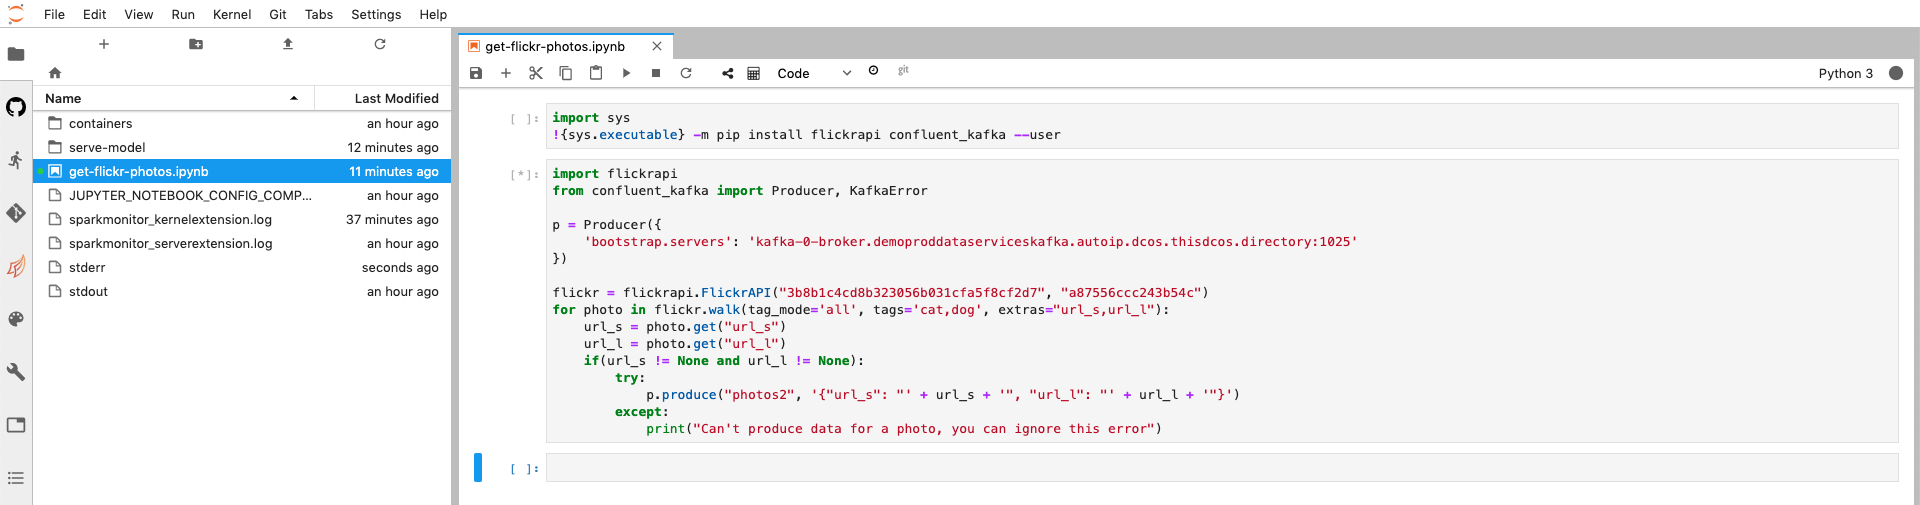 File Edit View Run Kernel Git Tabs Settings Help
Name Last Modified
containers an hour ago
serve-model 12 minutes ago
get-flickr-photos.ipynb 11 minutes ago
JUPYTER_NOTEBOOK_CONFIG_COMP... an hour ago
sparkmonitor_kernelextension.log 37 minutes ago
sparkmonitor_serverextension.log an hour ago
stderr seconds ago
stdout an hour ago
get-flickr-photos.ipynb
Code git Python 3
[ ]: import sys
!{sys.executable} -m pip install flickrapi confluent_kafka --user
[*]: import flickrapi
from confluent_kafka import Producer, KafkaError
p = Producer({
    'bootstrap.servers': 'kafka-0-broker.demoproddataserviceskafka.autoip.dcos.thisdcos.directory:1025'
})
flickr = flickrapi.FlickrAPI("3b8b1c4cd8b323056b031cfa5f8cf2d7", "a87556ccc243b54c")
for photo in flickr.walk(tag_mode='all', tags='cat,dog', extras="url_s,url_l"):
    url_s = photo.get("url_s")
    url_l = photo.get("url_l")
    if(url_s != None and url_l != None):
        try:
            p.produce("photos2", '{"url_s": "' + url_s + '", "url_l": "' + url_l + '"}')
        except:
            print("Can't produce data for a photo, you can ignore this error")
[ ]: